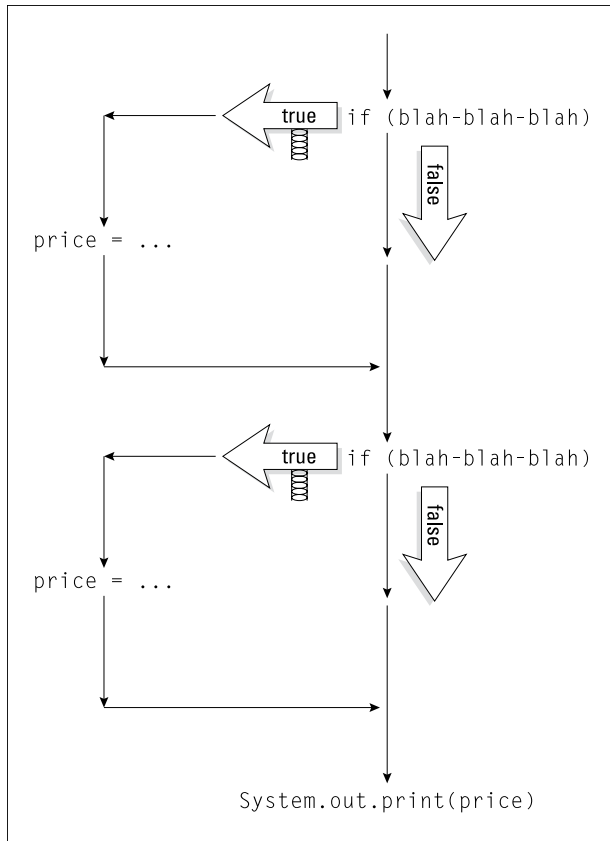 true if (blah-blah-blah)
false
price = ...
true if (blah-blah-blah)
false
price = ...
System.out.print(price)